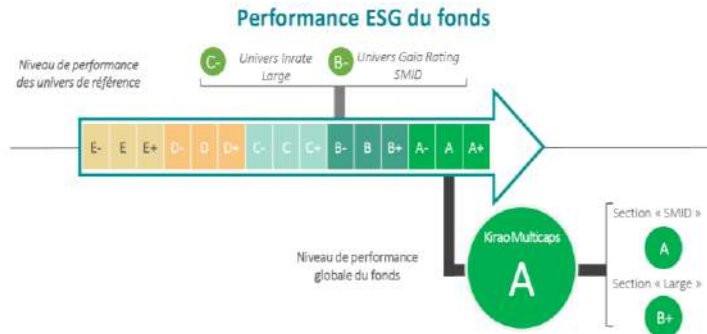 Performance ESG du fonds
Niveau de performance
des univers de référence
C-
Univers Inrate
Large
B-
Univers Gaïa Rating
SMID
E- E E+ D- D D+ C- C C+ B- B B+ A- A A+
Niveau de performance
globale du fonds
Kirao Multicaps
A
Section « SMID »
A
Section « Large »
B+